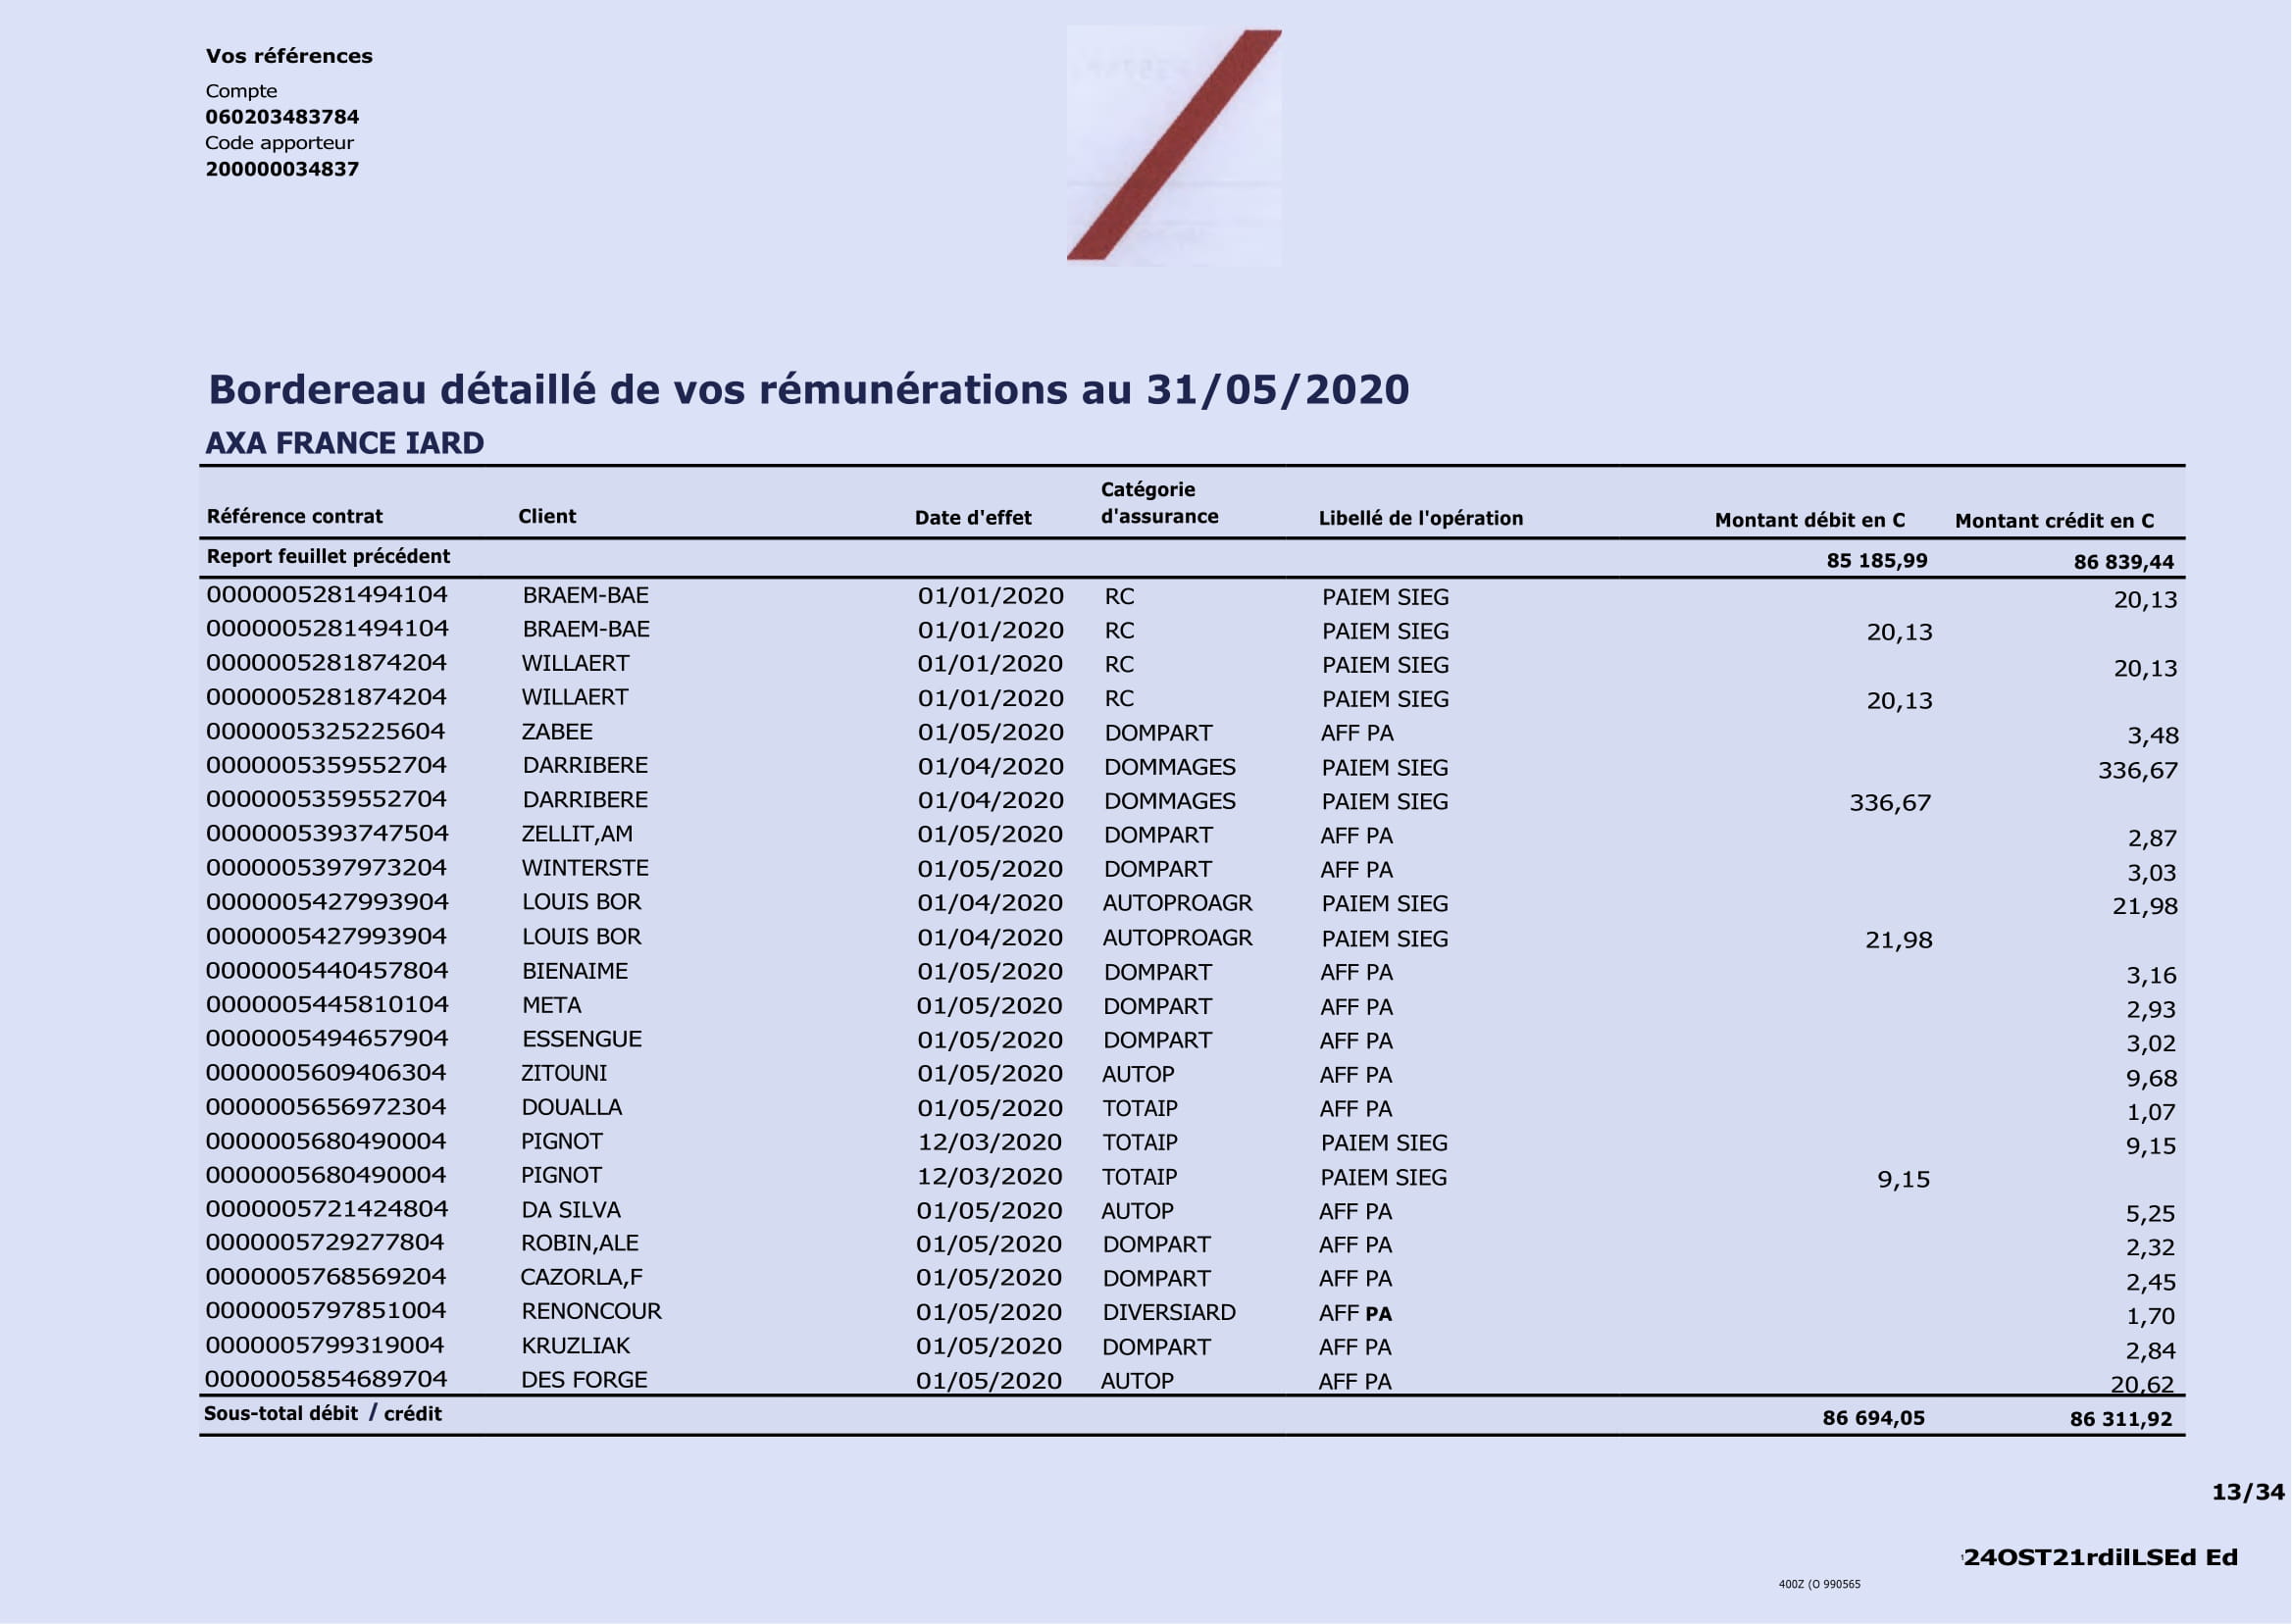 Vos références
Compte
060203483784
Code apporteur
200000034837
Bordereau détaillé de vos rémunérations au 31/05/2020
AXA FRANCE IARD
Référence contrat Client Date d'effet Catégorie d'assurance Libellé de l'opération Montant débit en C Montant crédit en C
Report feuillet précédent 85 185,99 86 839,44
0000005281494104 BRAEM-BAE 01/01/2020 RC PAIEM SIEG 20,13
0000005281494104 BRAEM-BAE 01/01/2020 RC PAIEM SIEG 20,13
0000005281874204 WILLAERT 01/01/2020 RC PAIEM SIEG 20,13
0000005281874204 WILLAERT 01/01/2020 RC PAIEM SIEG 20,13
0000005325225604 ZABEE 01/05/2020 DOMPART AFF PA 3,48
0000005359552704 DARRIBERE 01/04/2020 DOMMAGES PAIEM SIEG 336,67
0000005359552704 DARRIBERE 01/04/2020 DOMMAGES PAIEM SIEG 336,67
0000005393747504 ZELLIT,AM 01/05/2020 DOMPART AFF PA 2,87
0000005397973204 WINTERSTE 01/05/2020 DOMPART AFF PA 3,03
0000005427993904 LOUIS BOR 01/04/2020 AUTOPROAGR PAIEM SIEG 21,98
0000005427993904 LOUIS BOR 01/04/2020 AUTOPROAGR PAIEM SIEG 21,98
0000005440457804 BIENAIME 01/05/2020 DOMPART AFF PA 3,16
0000005445810104 META 01/05/2020 DOMPART AFF PA 2,93
0000005494657904 ESSENGUE 01/05/2020 DOMPART AFF PA 3,02
0000005609406304 ZITOUNI 01/05/2020 AUTOP AFF PA 9,68
0000005656972304 DOUALLA 01/05/2020 TOTAIP AFF PA 1,07
0000005680490004 PIGNOT 12/03/2020 TOTAIP PAIEM SIEG 9,15
0000005680490004 PIGNOT 12/03/2020 TOTAIP PAIEM SIEG 9,15
0000005721424804 DA SILVA 01/05/2020 AUTOP AFF PA 5,25
0000005729277804 ROBIN,ALE 01/05/2020 DOMPART AFF PA 2,32
0000005768569204 CAZORLA,F 01/05/2020 DOMPART AFF PA 2,45
0000005797851004 RENONCOUR 01/05/2020 DIVERSIARD AFF PA 1,70
0000005799319004 KRUZLIAK 01/05/2020 DOMPART AFF PA 2,84
0000005854689704 DES FORGE 01/05/2020 AUTOP AFF PA 20,62
Sous-total débit / crédit 86 694,05 86 311,92
13/34
24OST21rdilLSEd Ed
400Z (O 990565